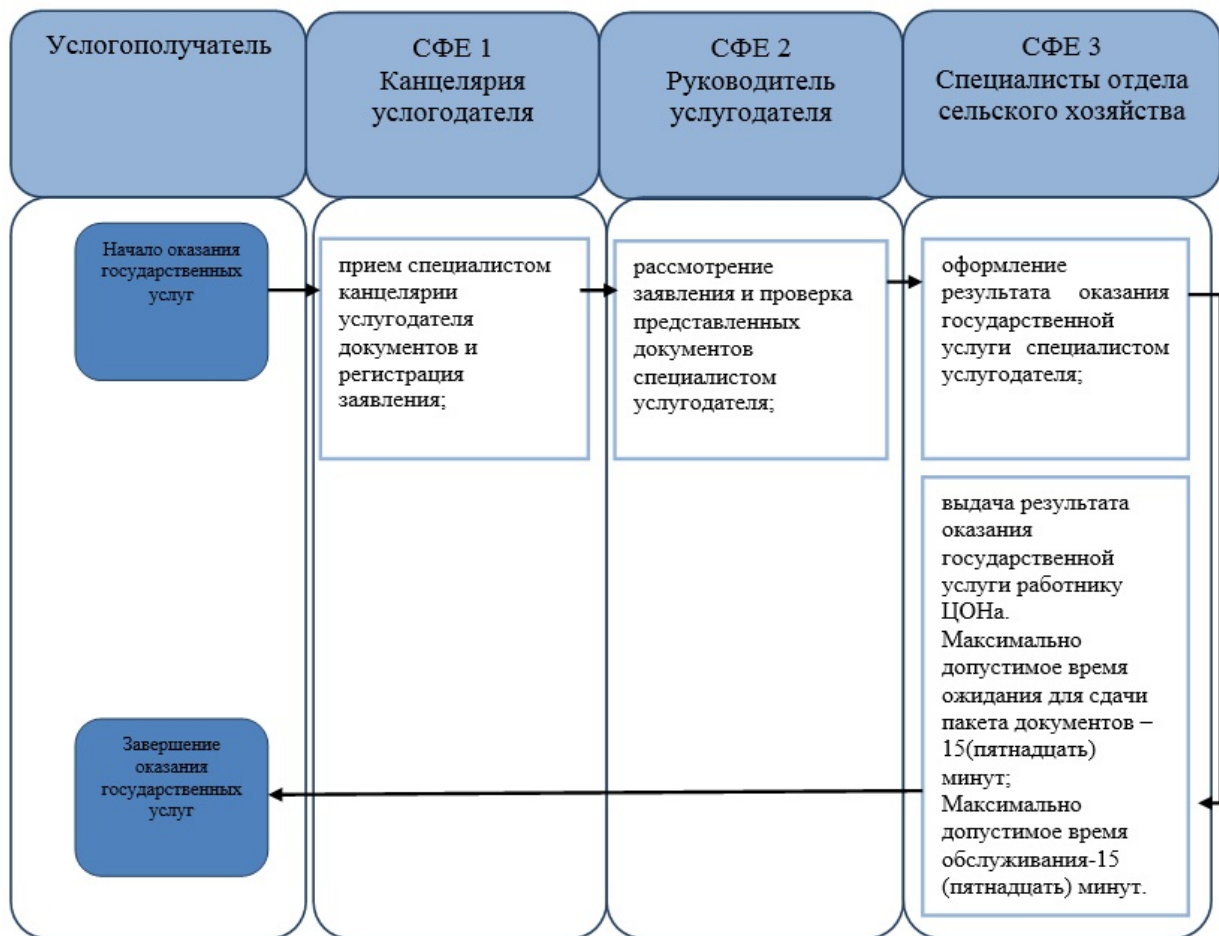 Услогополучатель
СФЕ 1
Канцелярия
услогодателя
СФЕ 2
Руководитель
услугодателя
СФЕ 3
Специалисты отдела
сельского хозяйства
Начало оказания
государственных
услуг
прием специалистом
канцелярии
услугодателя
документов и
регистрация
заявления;
рассмотрение
заявления и проверка
представленных
документов
специалистом
услугодателя;
оформление
результата оказания
государственной
услуги специалистом
услугодателя;
выдача результата
оказания
государственной
услуги работнику
ЦОНа.
Максимально
допустимое время
ожидания для сдачи
пакета документов –
15(пятнадцать)
минут;
Максимально
допустимое время
обслуживания-15
(пятнадцать) минут.
Завершение
оказания
государственных
услуг